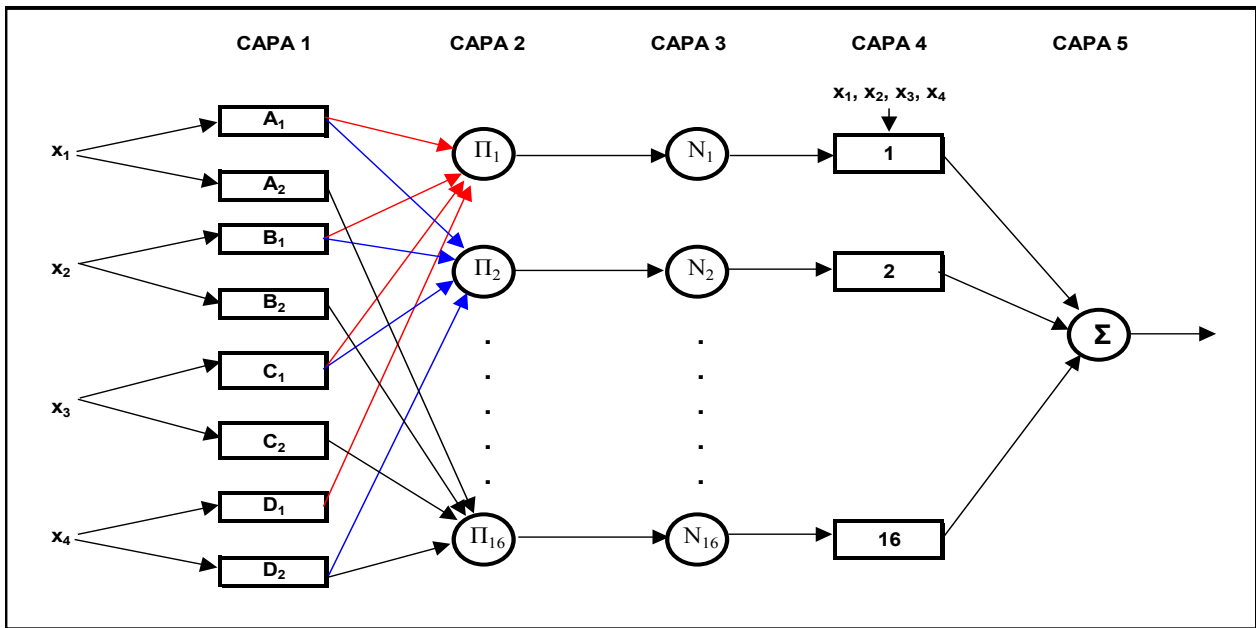 CAPA 1 CAPA 2 CAPA 3 CAPA 4 CAPA 5
x₁, x₂, x₃, x₄
x₁
x₂
x₃
x₄
A₁
A₂
B₁
B₂
C₁
C₂
D₁
D₂
Π₁
Π₂
Π₁₆
N₁
N₂
N₁₆
1
2
16
Σ